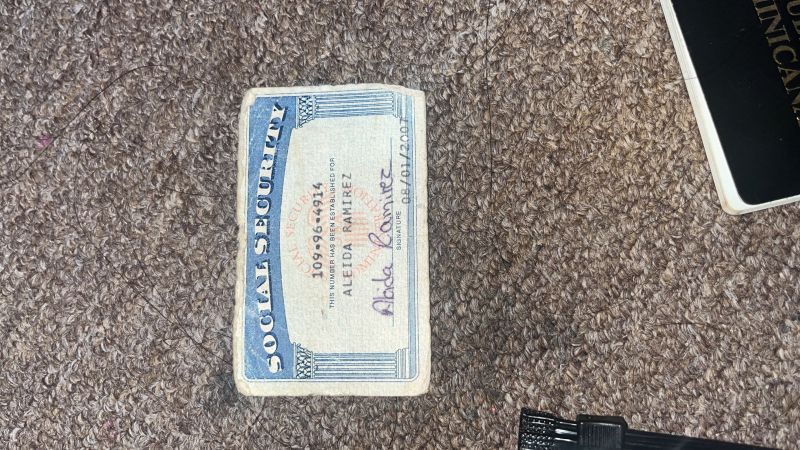 SOCIAL SECURITY
109-96-4914
THIS NUMBER HAS BEEN ESTABLISHED FOR
ALEIDA RAMIREZ
Aleida Ramirez
SIGNATURE
08/01/2007